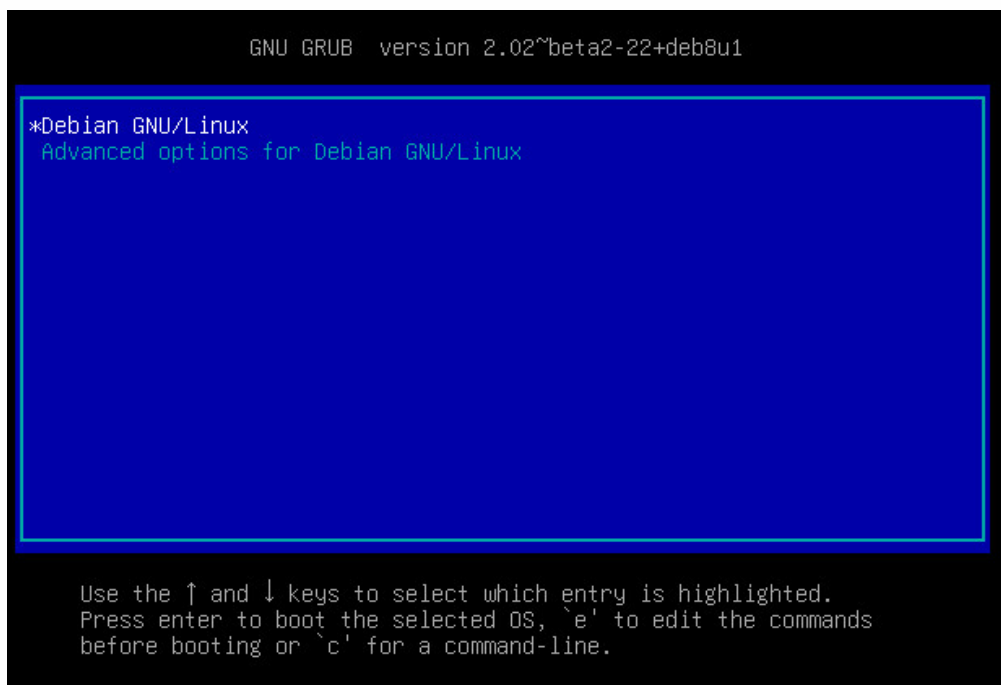 GNU GRUB  version 2.02~beta2-22+deb8u1
*Debian GNU/Linux
Advanced options for Debian GNU/Linux
Use the ↑ and ↓ keys to select which entry is highlighted.
Press enter to boot the selected OS, `e' to edit the commands
before booting or `c' for a command-line.